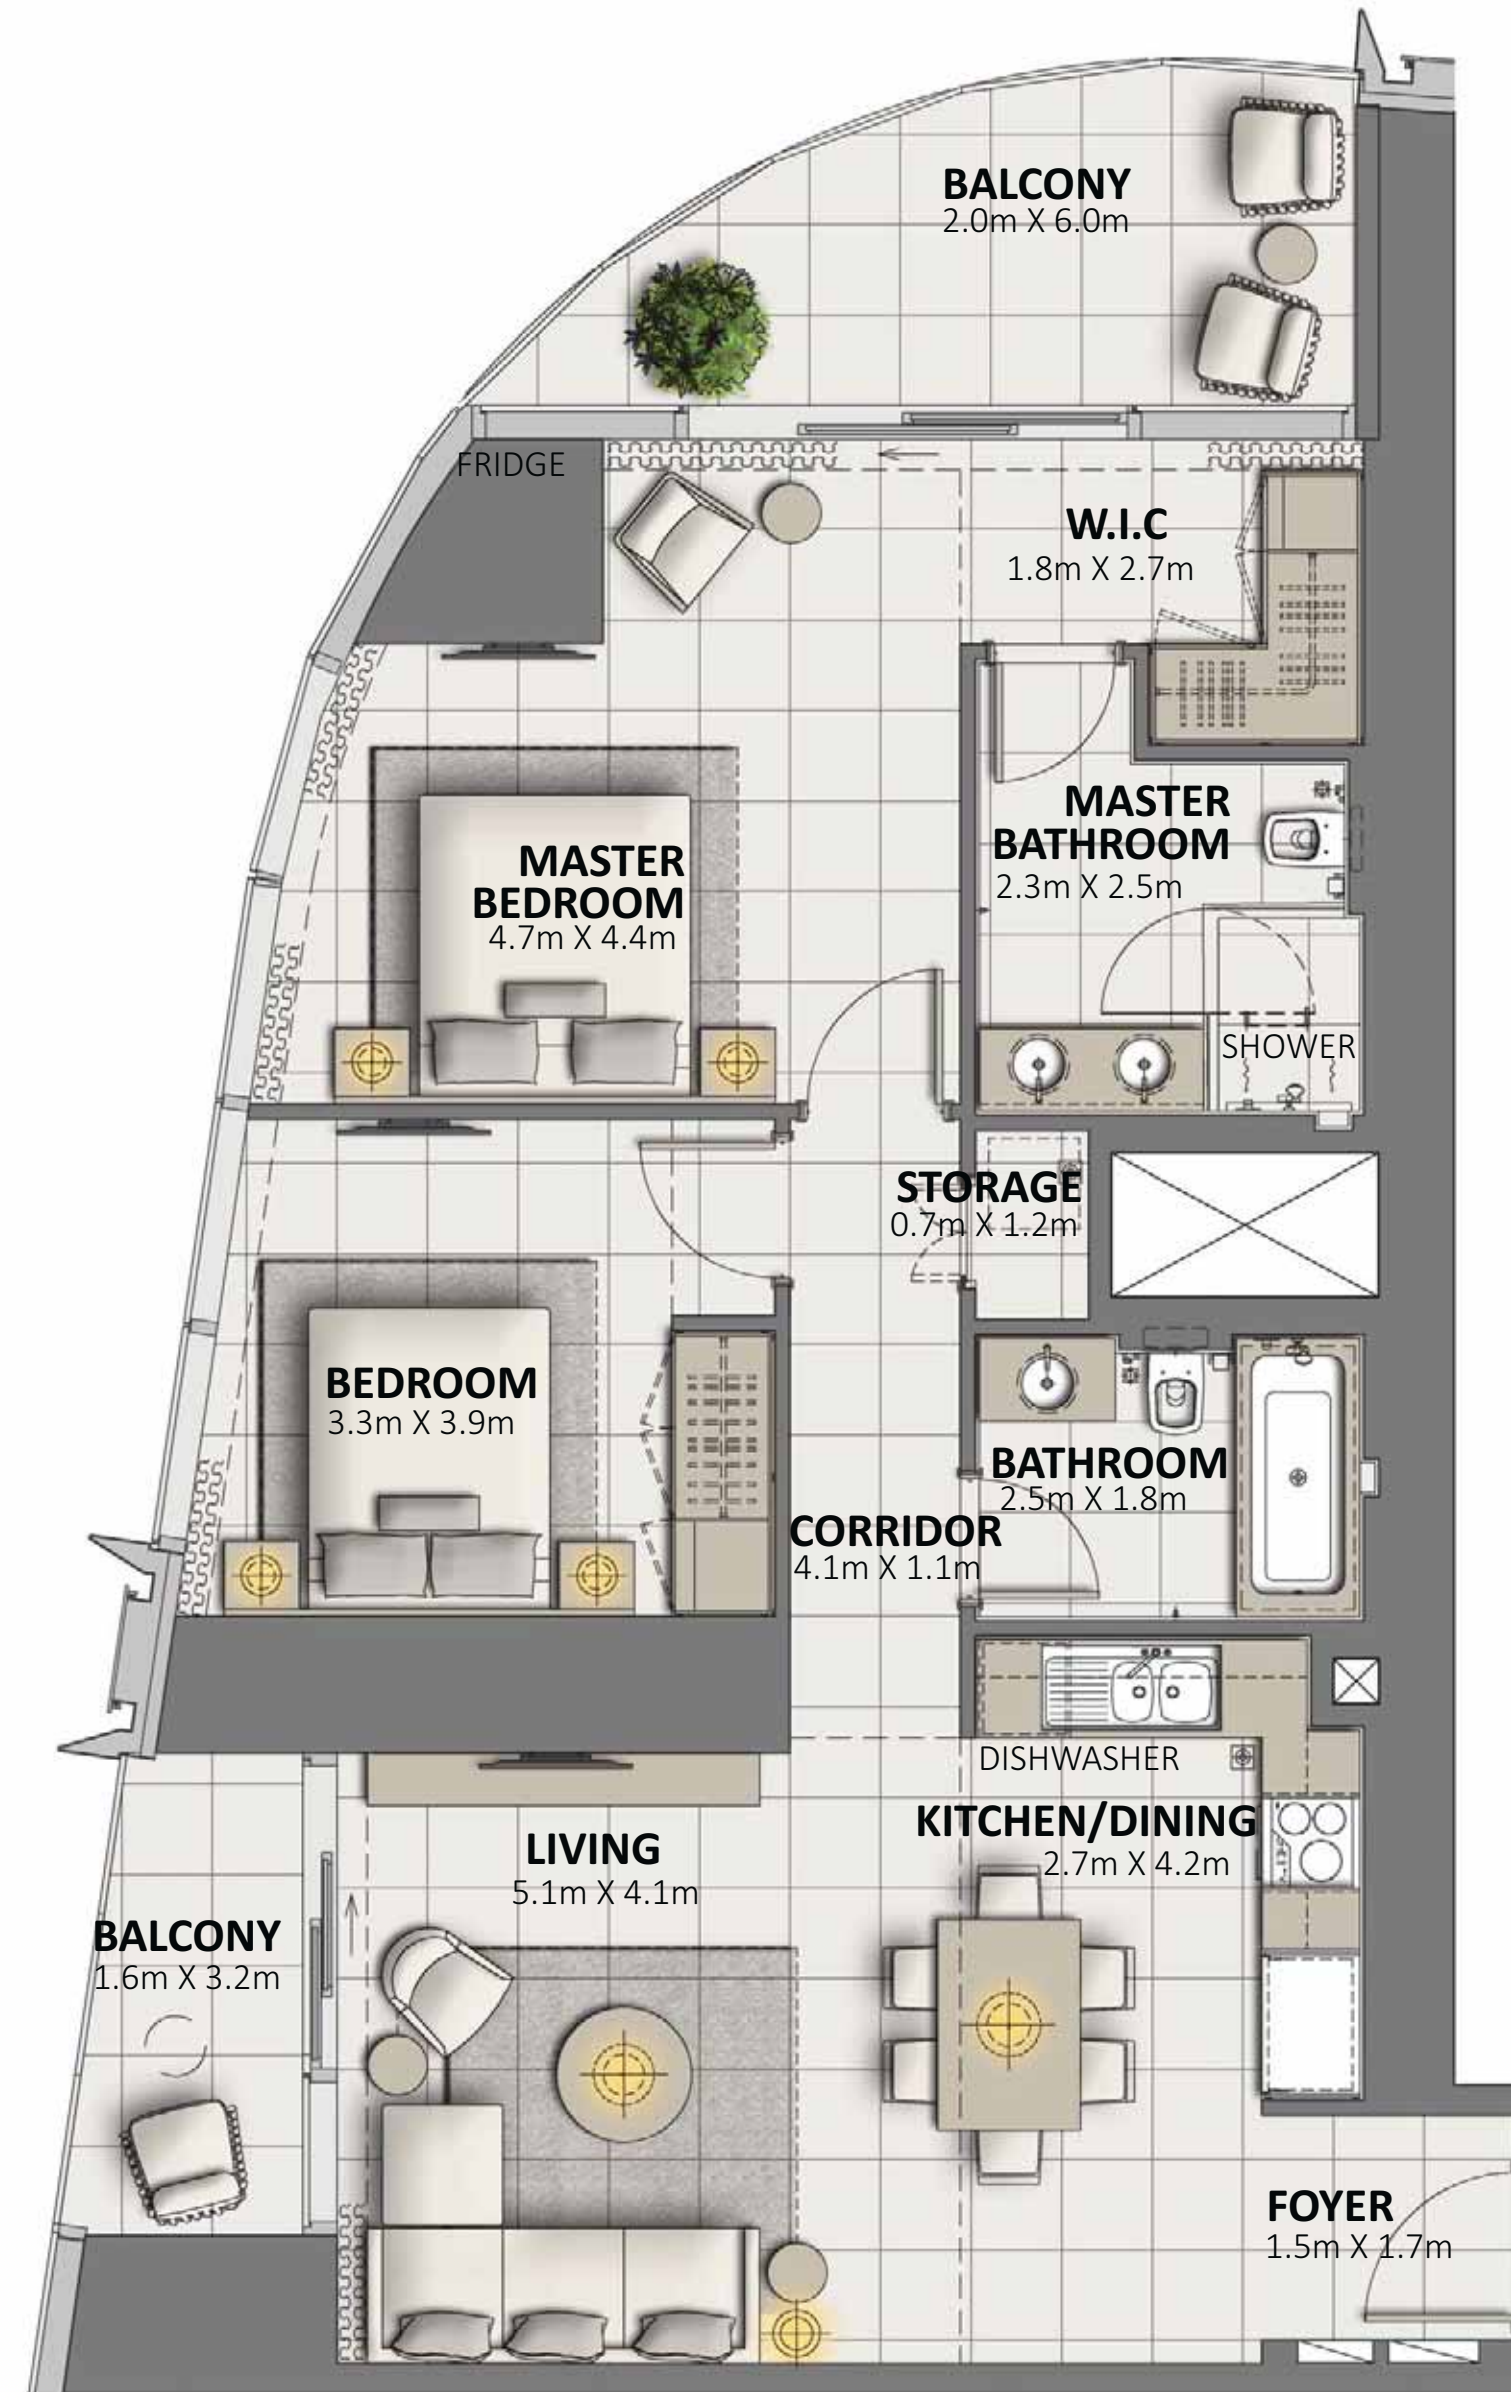 BALCONY
2.0m X 6.0m
FRIDGE
W.I.C
1.8m X 2.7m
MASTER
BATHROOM
2.3m X 2.5m
MASTER
BEDROOM
4.7m X 4.4m
SHOWER
STORAGE
0.7m X 1.2m
BEDROOM
3.3m X 3.9m
BATHROOM
2.5m X 1.8m
CORRIDOR
4.1m X 1.1m
DISHWASHER
KITCHEN/DINING
2.7m X 4.2m
LIVING
5.1m X 4.1m
BALCONY
1.6m X 3.2m
FOYER
1.5m X 1.7m